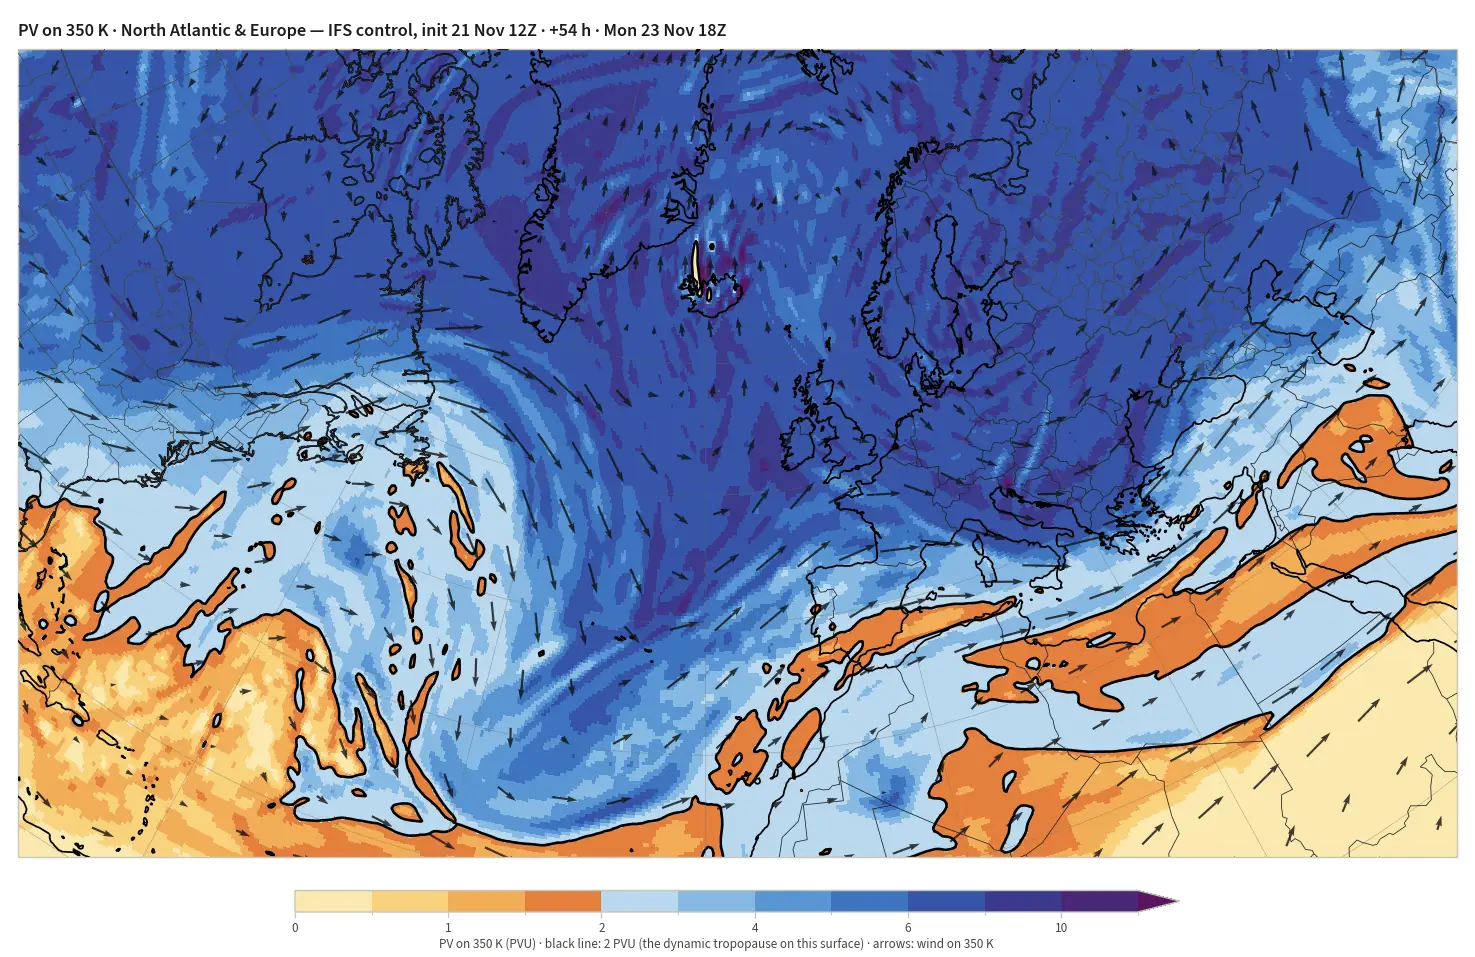 PV on 350 K · North Atlantic & Europe — IFS control, init 21 Nov 12Z · +54 h · Mon 23 Nov 18Z
0 1 2 4 6 10
PV on 350 K (PVU) · black line: 2 PVU (the dynamic tropopause on this surface) · arrows: wind on 350 K